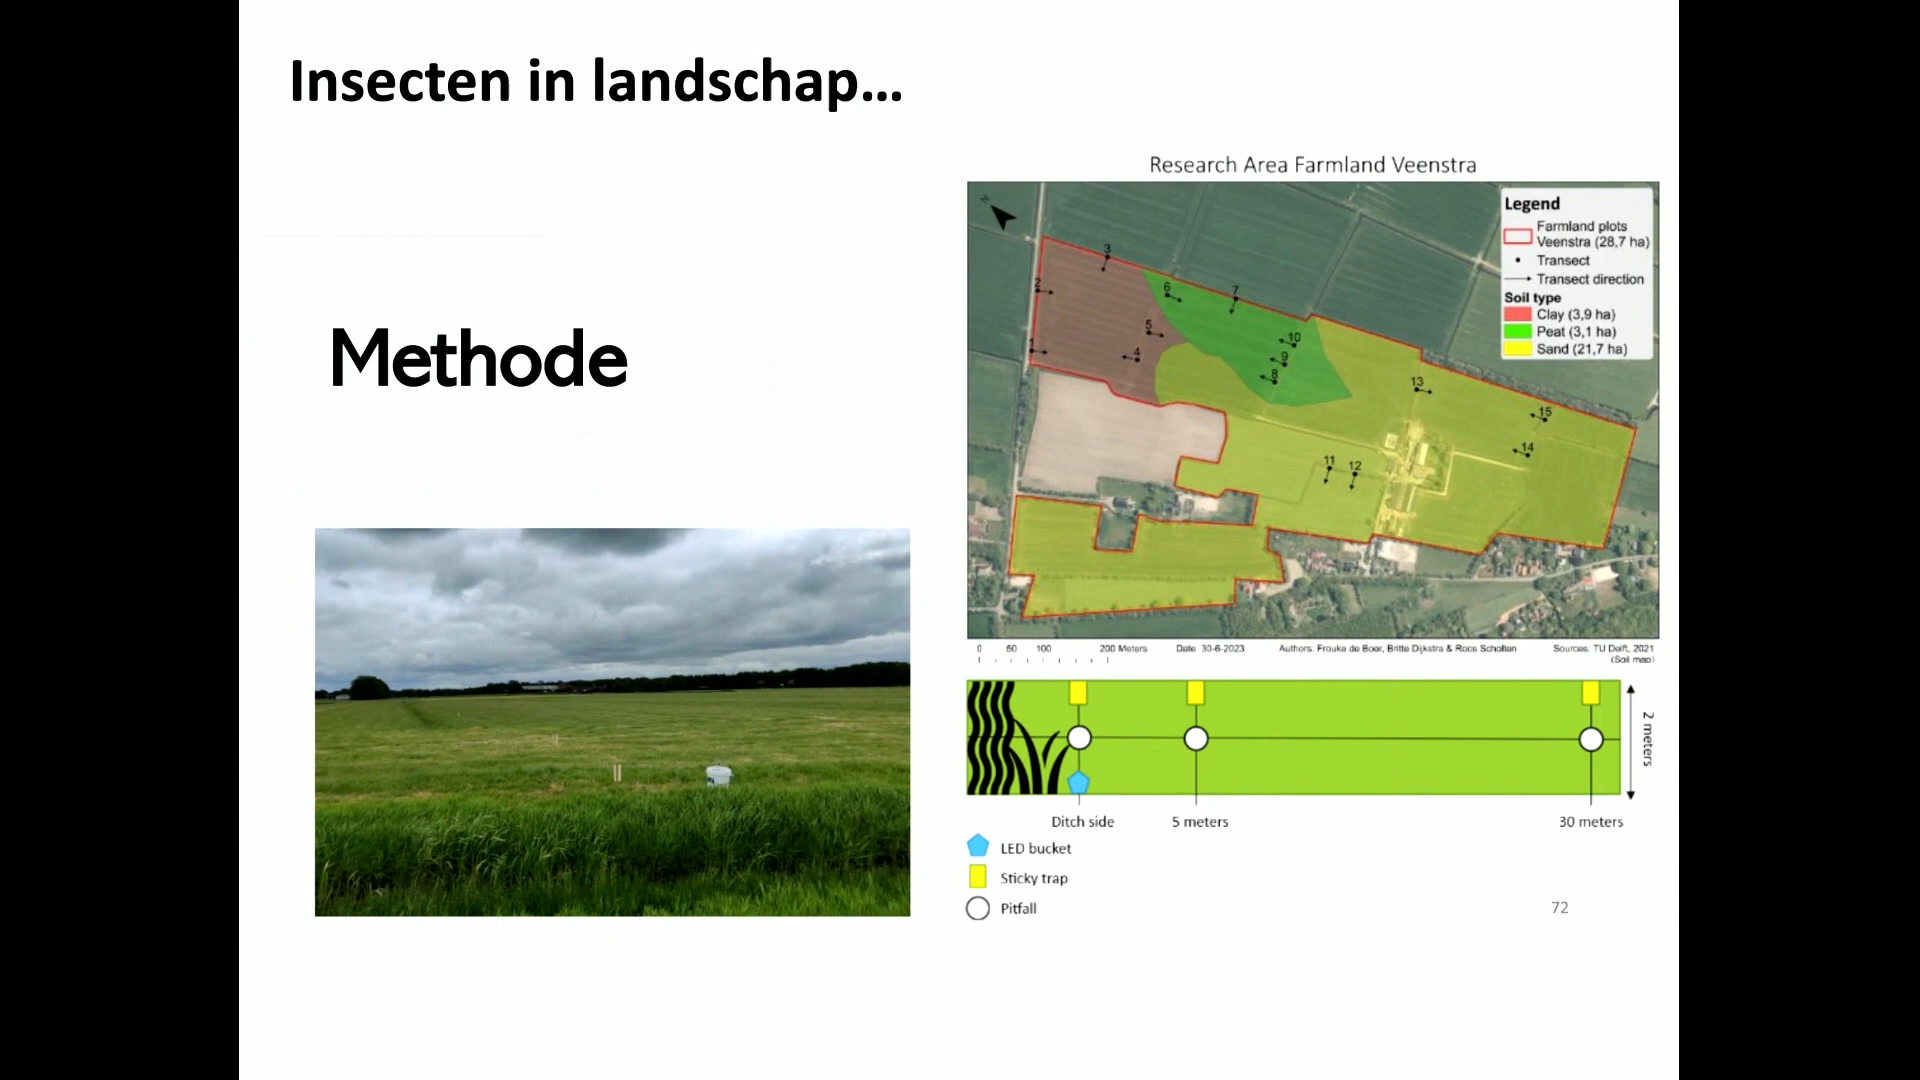 Insecten in landschap...
Methode
Research Area Farmland Veenstra
N
Legend
Farmland plots
Veenstra (28,7 ha)
Transect
Transect direction
Soil type
Clay (3,9 ha)
Peat (3,1 ha)
Sand (21,7 ha)
3
2
6
7
5
10
1
4
9
8
13
15
14
11
12
0 50 100 200 Meters
Date 30-6-2023
Authors: Frouke de Boer, Britte Dijkstra & Roos Scholten
Sources: TU Delft, 2021
(Soil map)
2 meters
Ditch side
5 meters
30 meters
LED bucket
Sticky trap
Pitfall
72